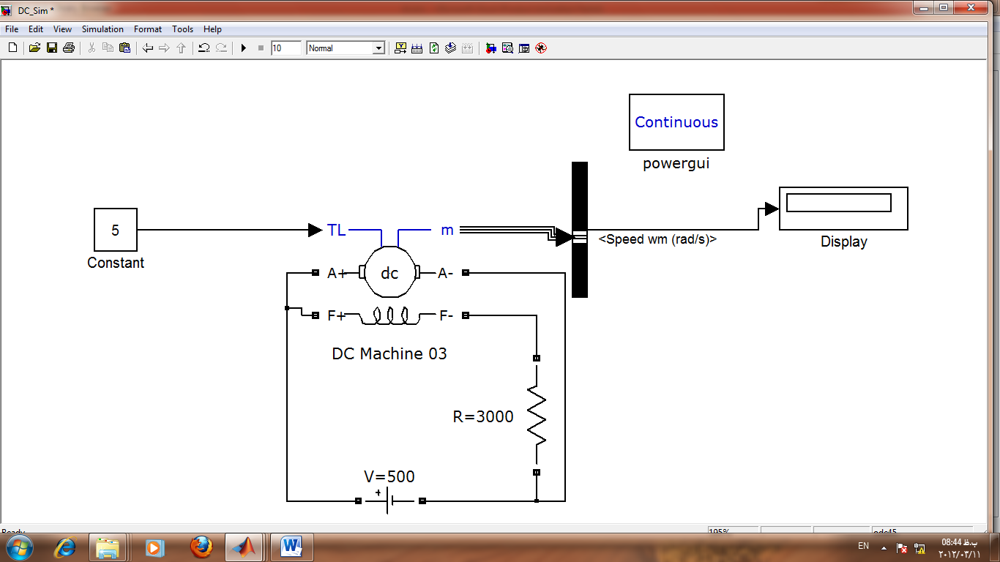 DC_Sim *
File Edit View Simulation Format Tools Help
10 Normal
Continuous
powergui
5
Constant
TL m
<Speed wm (rad/s)>
Display
A+ dc A-
F+ F-
DC Machine 03
R=3000
V=500
+
Ready 195% ode45
EN 08:44 ب.ظ
۲۰۱۲/۰۳/۱۱